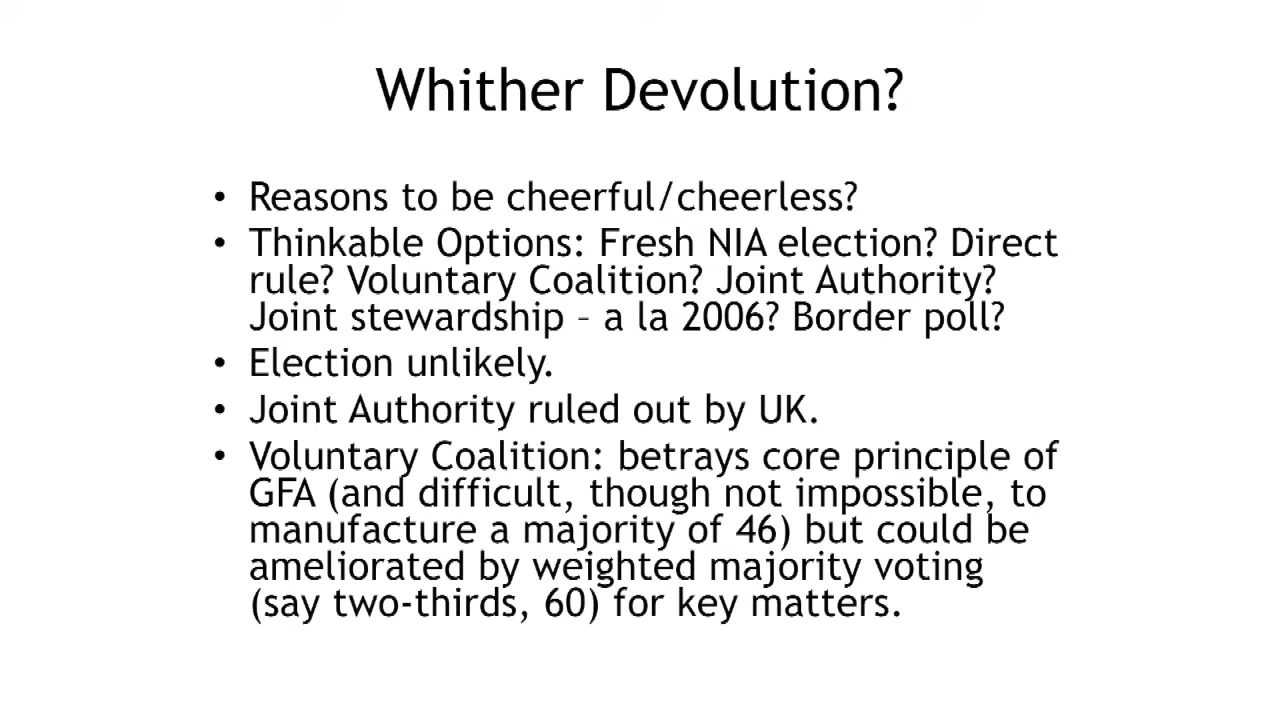 Whither Devolution?
• Reasons to be cheerful/cheerless?
• Thinkable Options: Fresh NIA election? Direct
rule? Voluntary Coalition? Joint Authority?
Joint stewardship – a la 2006? Border poll?
• Election unlikely.
• Joint Authority ruled out by UK.
• Voluntary Coalition: betrays core principle of
GFA (and difficult, though not impossible, to
manufacture a majority of 46) but could be
ameliorated by weighted majority voting
(say two-thirds, 60) for key matters.